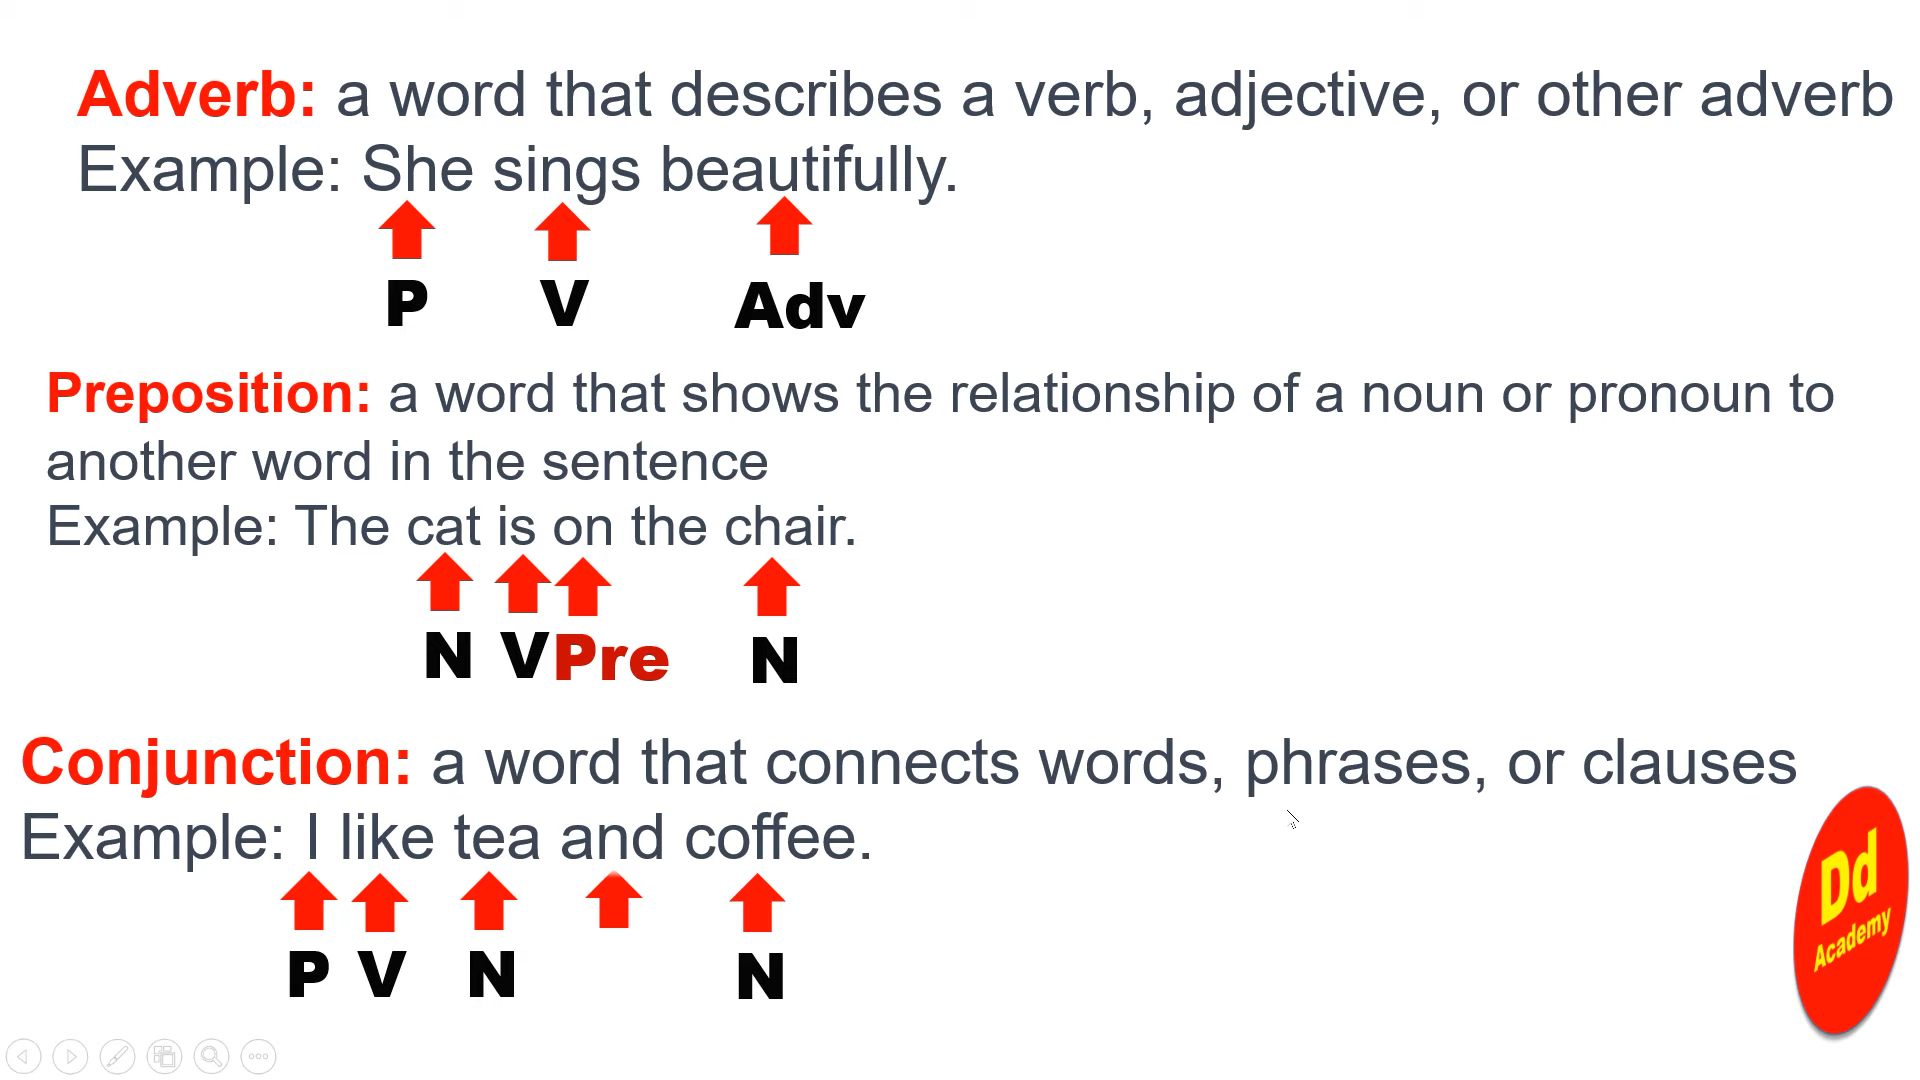 Adverb: a word that describes a verb, adjective, or other adverb
Example: She sings beautifully.
P V Adv
Preposition: a word that shows the relationship of a noun or pronoun to
another word in the sentence
Example: The cat is on the chair.
N V Pre N
Conjunction: a word that connects words, phrases, or clauses
Example: I like tea and coffee.
P V N N
Dd
Academy